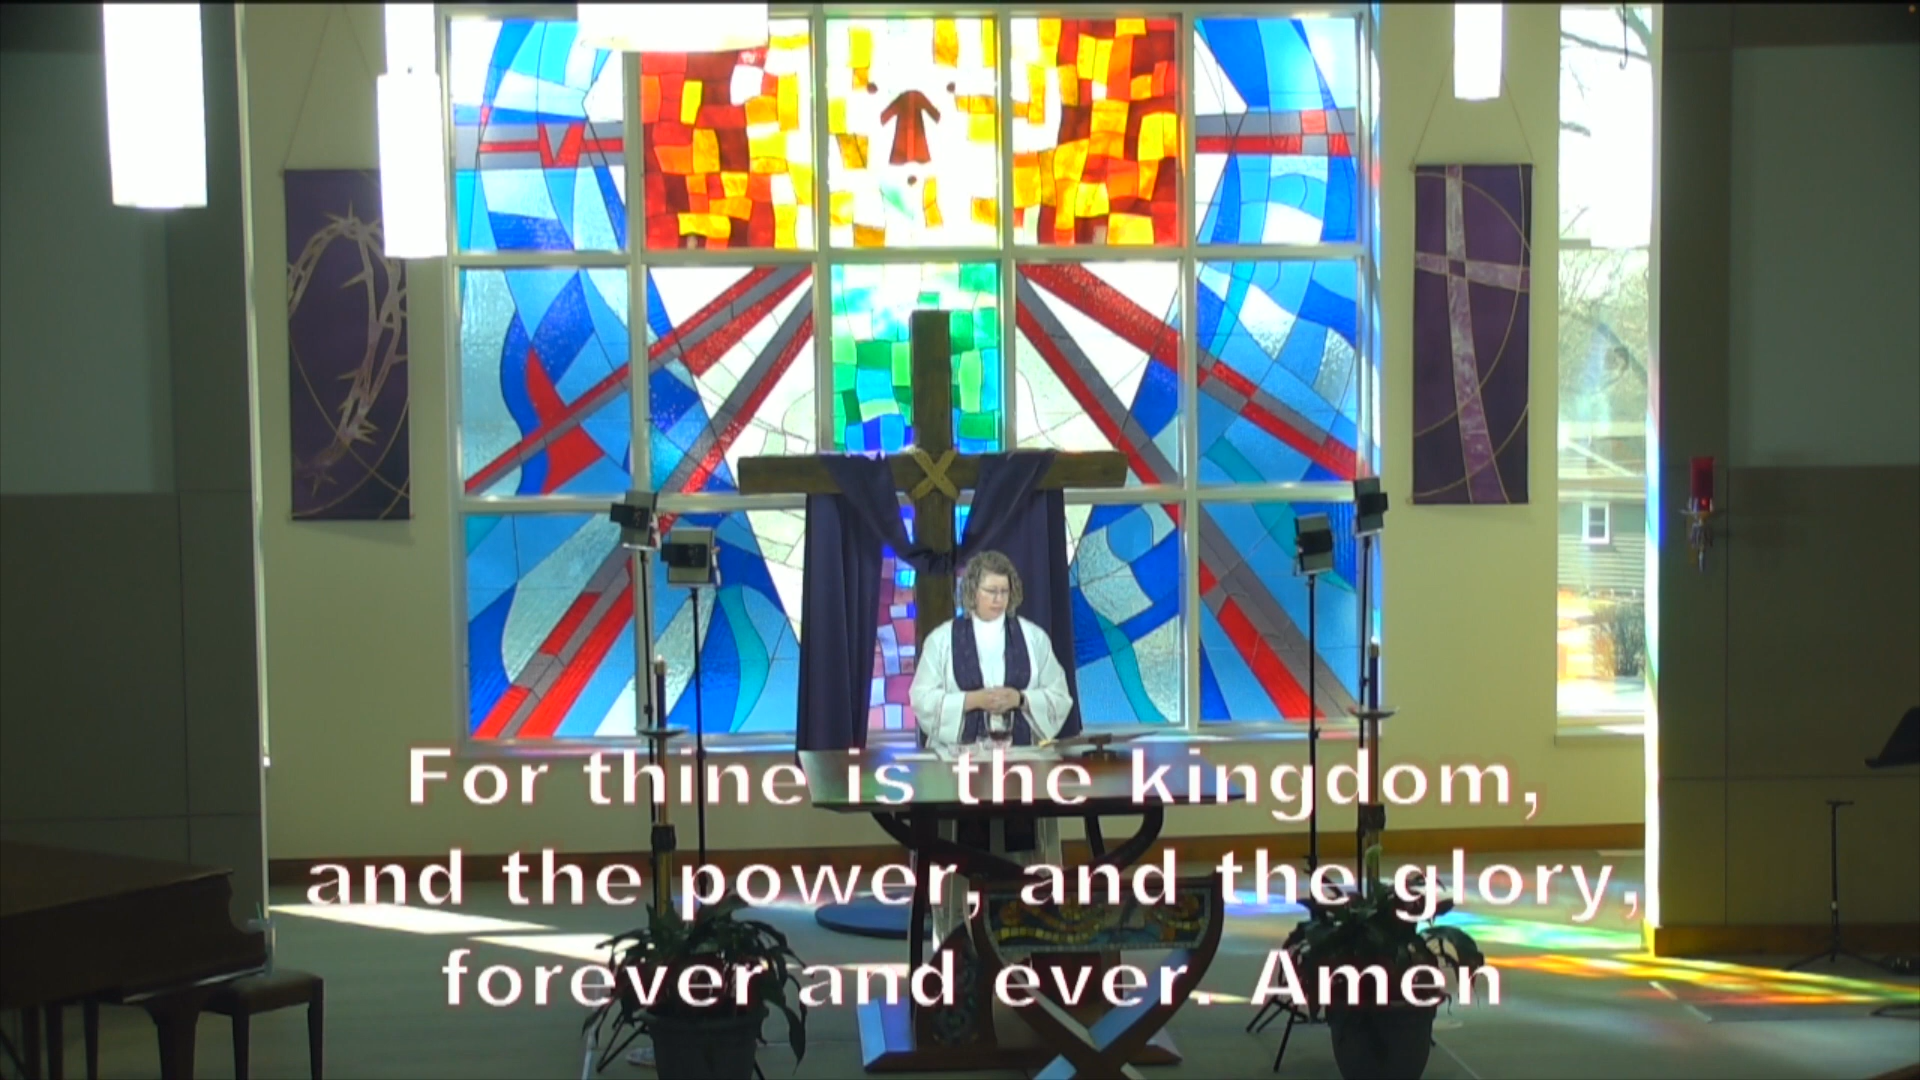 For thine is the kingdom,
and the power, and the glory,
forever and ever. Amen